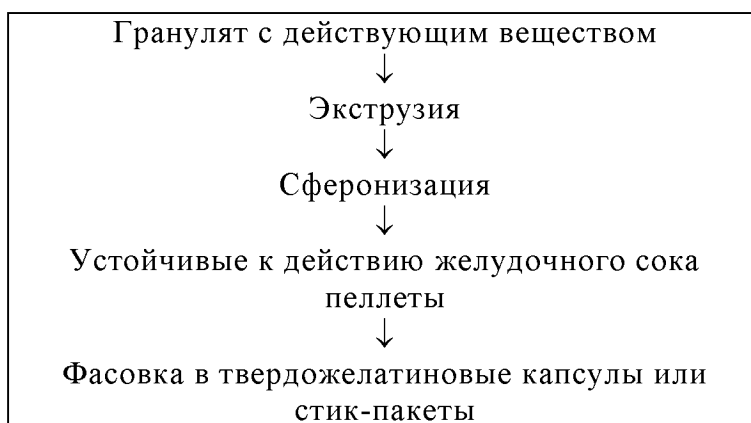 Гранулят с действующим веществом
↓
Экструзия
↓
Сферонизация
↓
Устойчивые к действию желудочного сока
пеллеты
↓
Фасовка в твердожелатиновые капсулы или
стик-пакеты